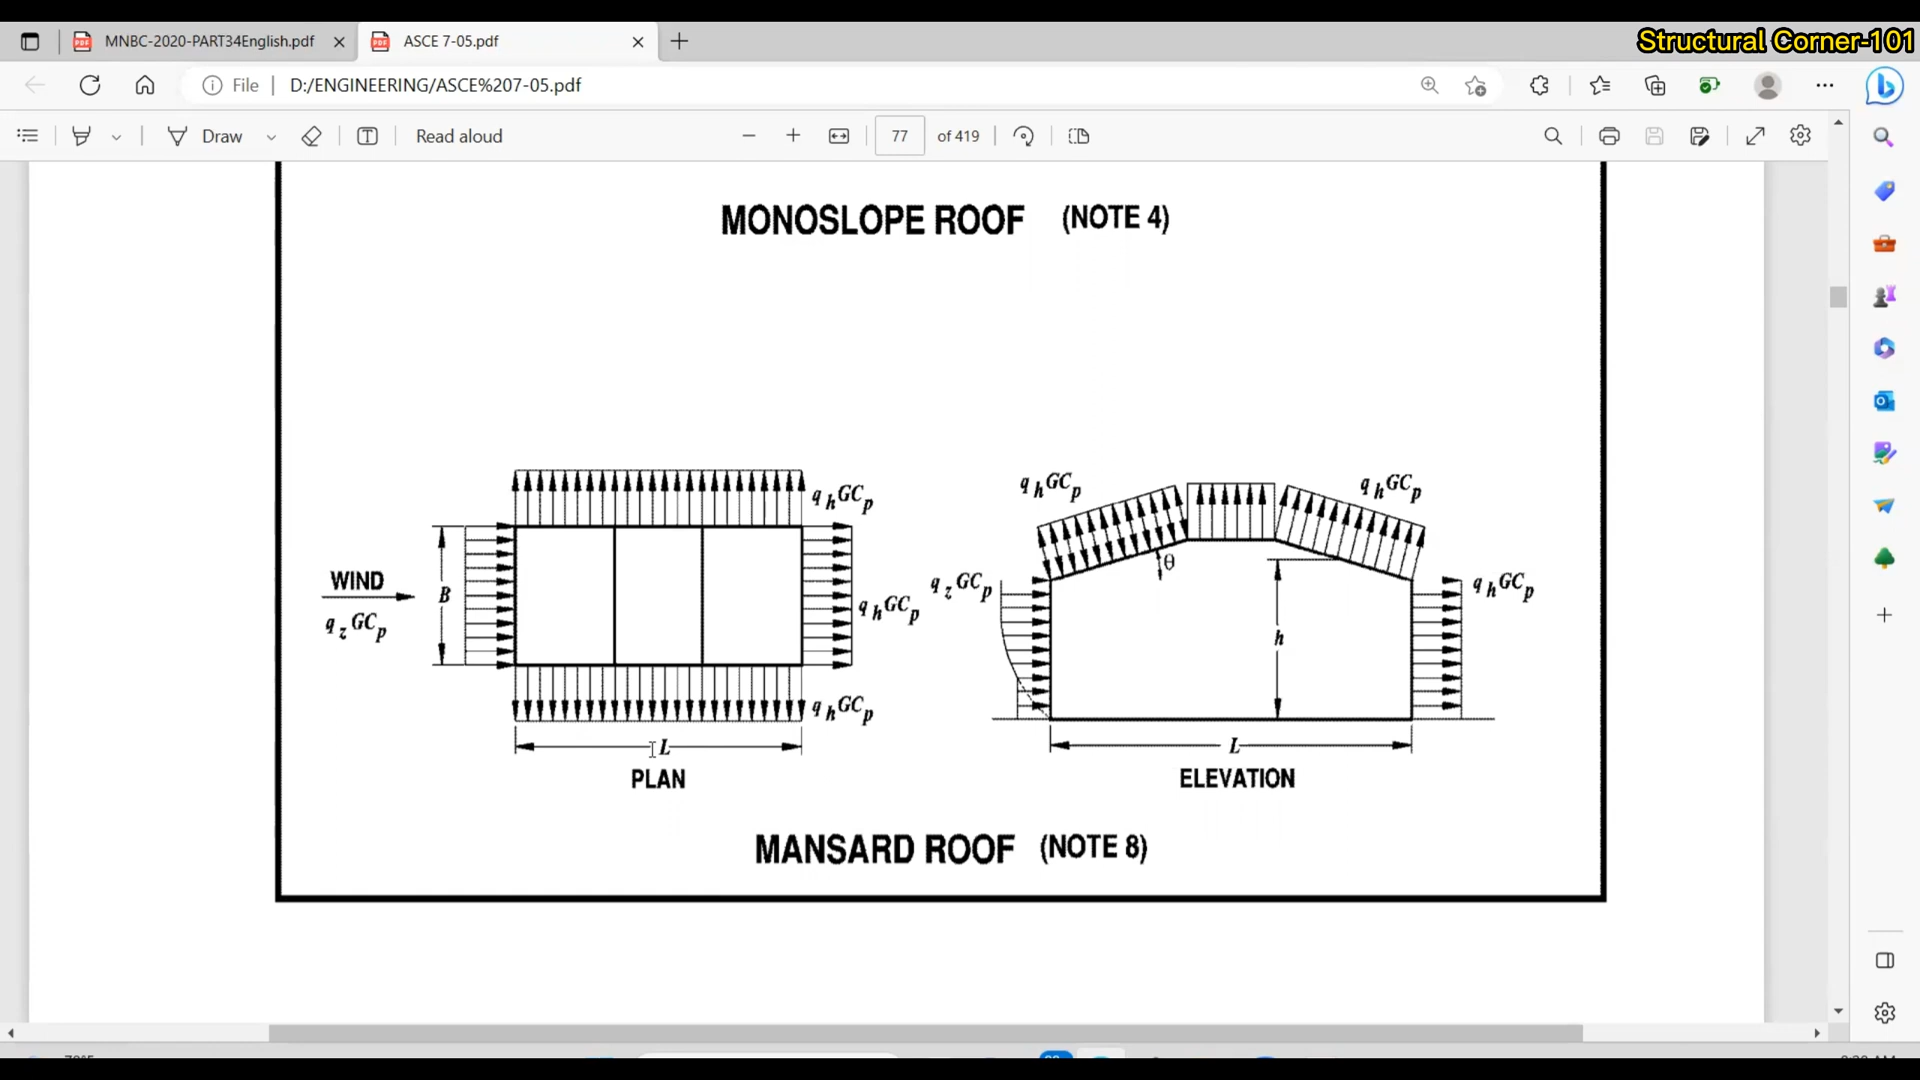 MNBC-2020-PART34English.pdf
ASCE 7-05.pdf
Structural Corner-101
File
D:/ENGINEERING/ASCE%207-05.pdf
Draw
Read aloud
77
of 419
MONOSLOPE ROOF (NOTE 4)
q h GC p
q h GC p
q h GC p
WIND
q z GC p
B
q h GC p
q z GC p
θ
q h GC p
h
q h GC p
L
L
PLAN
ELEVATION
MANSARD ROOF (NOTE 8)